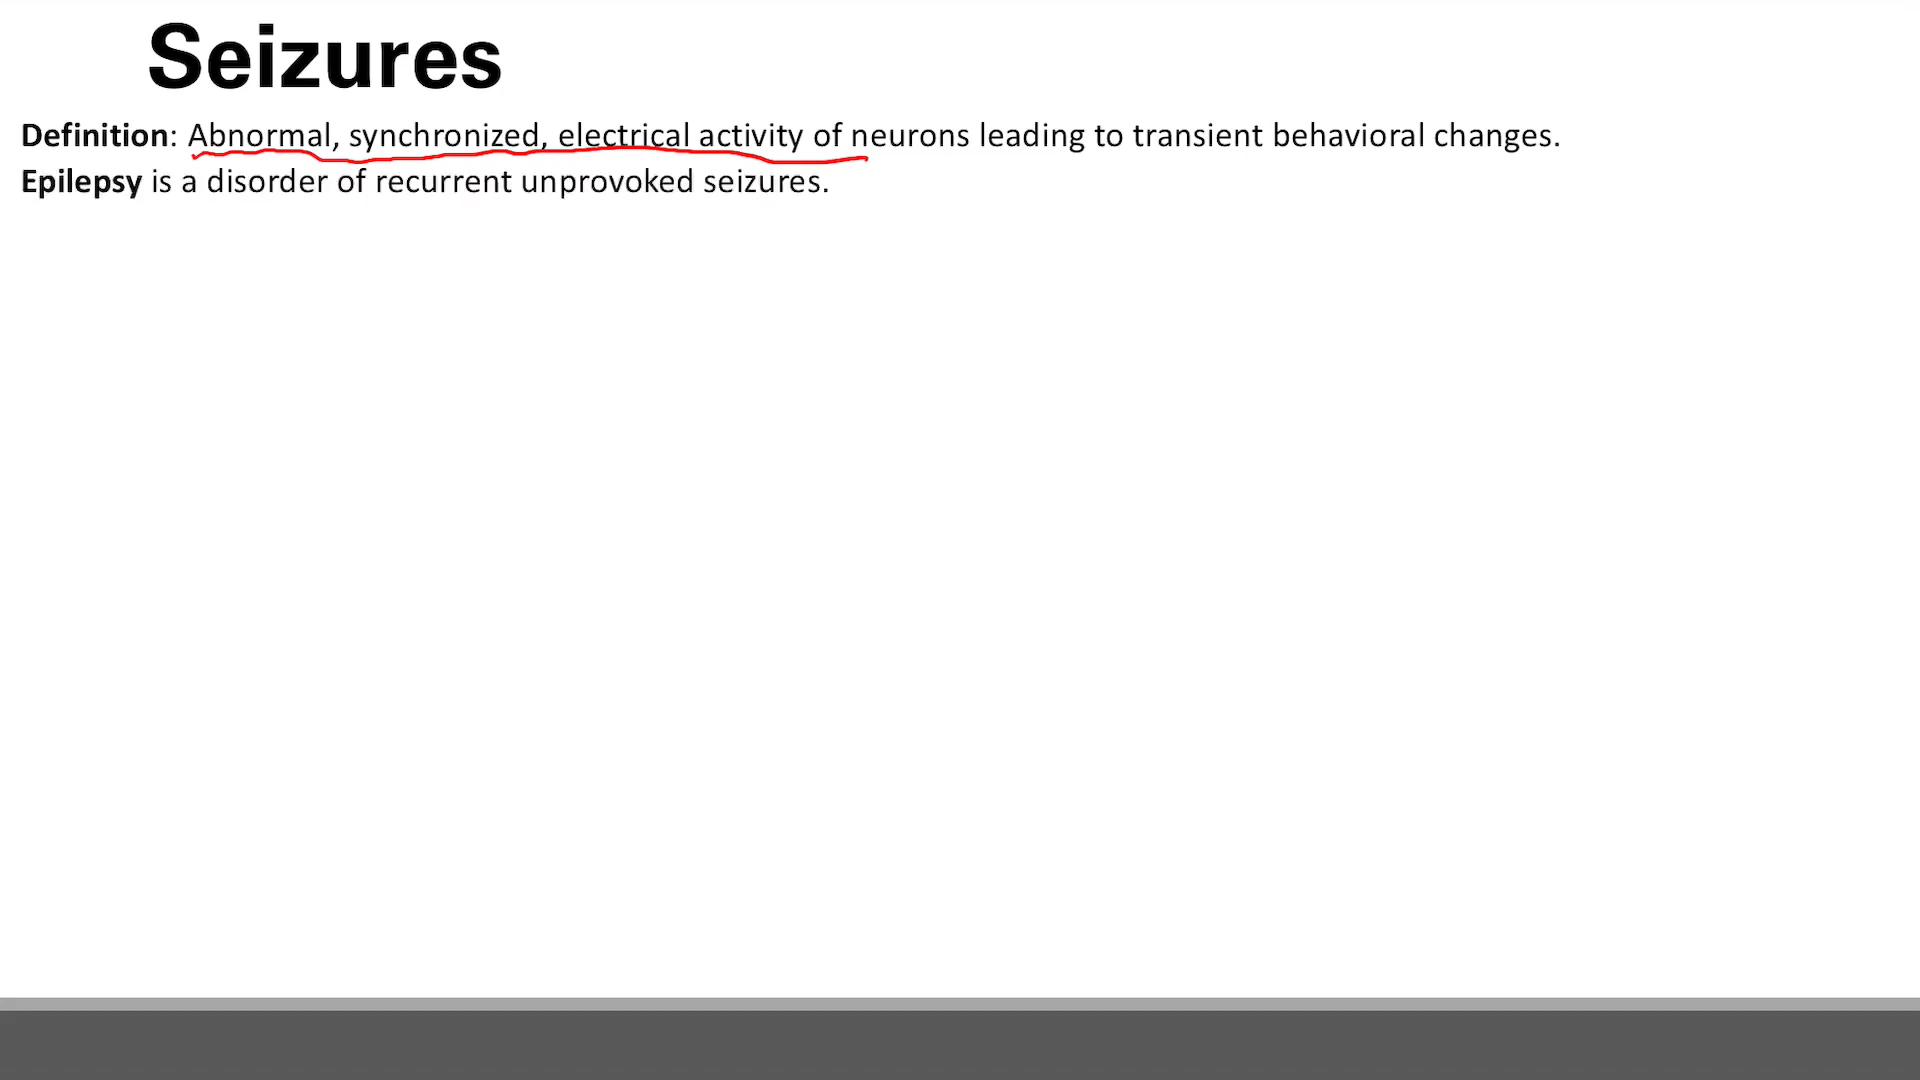 Seizures
Definition: Abnormal, synchronized, electrical activity of neurons leading to transient behavioral changes.
Epilepsy is a disorder of recurrent unprovoked seizures.